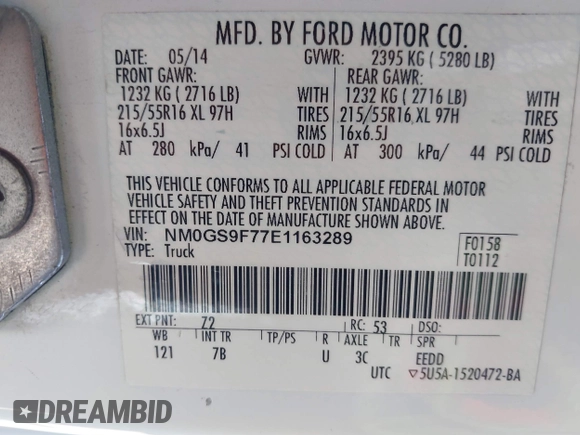 MFD. BY FORD MOTOR CO.
DATE: 05/14 GVWR: 2395 KG ( 5280 LB)
FRONT GAWR: REAR GAWR:
1232 KG ( 2716 LB) WITH 1232 KG ( 2716 LB) WITH
215/55R16 XL 97H TIRES 215/55R16 XL 97H TIRES
16x6.5J RIMS 16x6.5J RIMS
AT 280 kPa/ 41 PSI COLD AT 300 kPa/ 44 PSI COLD
THIS VEHICLE CONFORMS TO ALL APPLICABLE FEDERAL MOTOR
VEHICLE SAFETY AND THEFT PREVENTION STANDARDS IN
EFFECT ON THE DATE OF MANUFACTURE SHOWN ABOVE.
VIN: NM0GS9F77E1163289 F0158
TYPE: Truck T0112
EXT PNT: Z2 RC: 53 DSO:
WB INT TR TP/PS R AXLE TR SPR
121 7B U 3C EEDD
UTC ▽5U5A-1520472-BA
DREAMBID